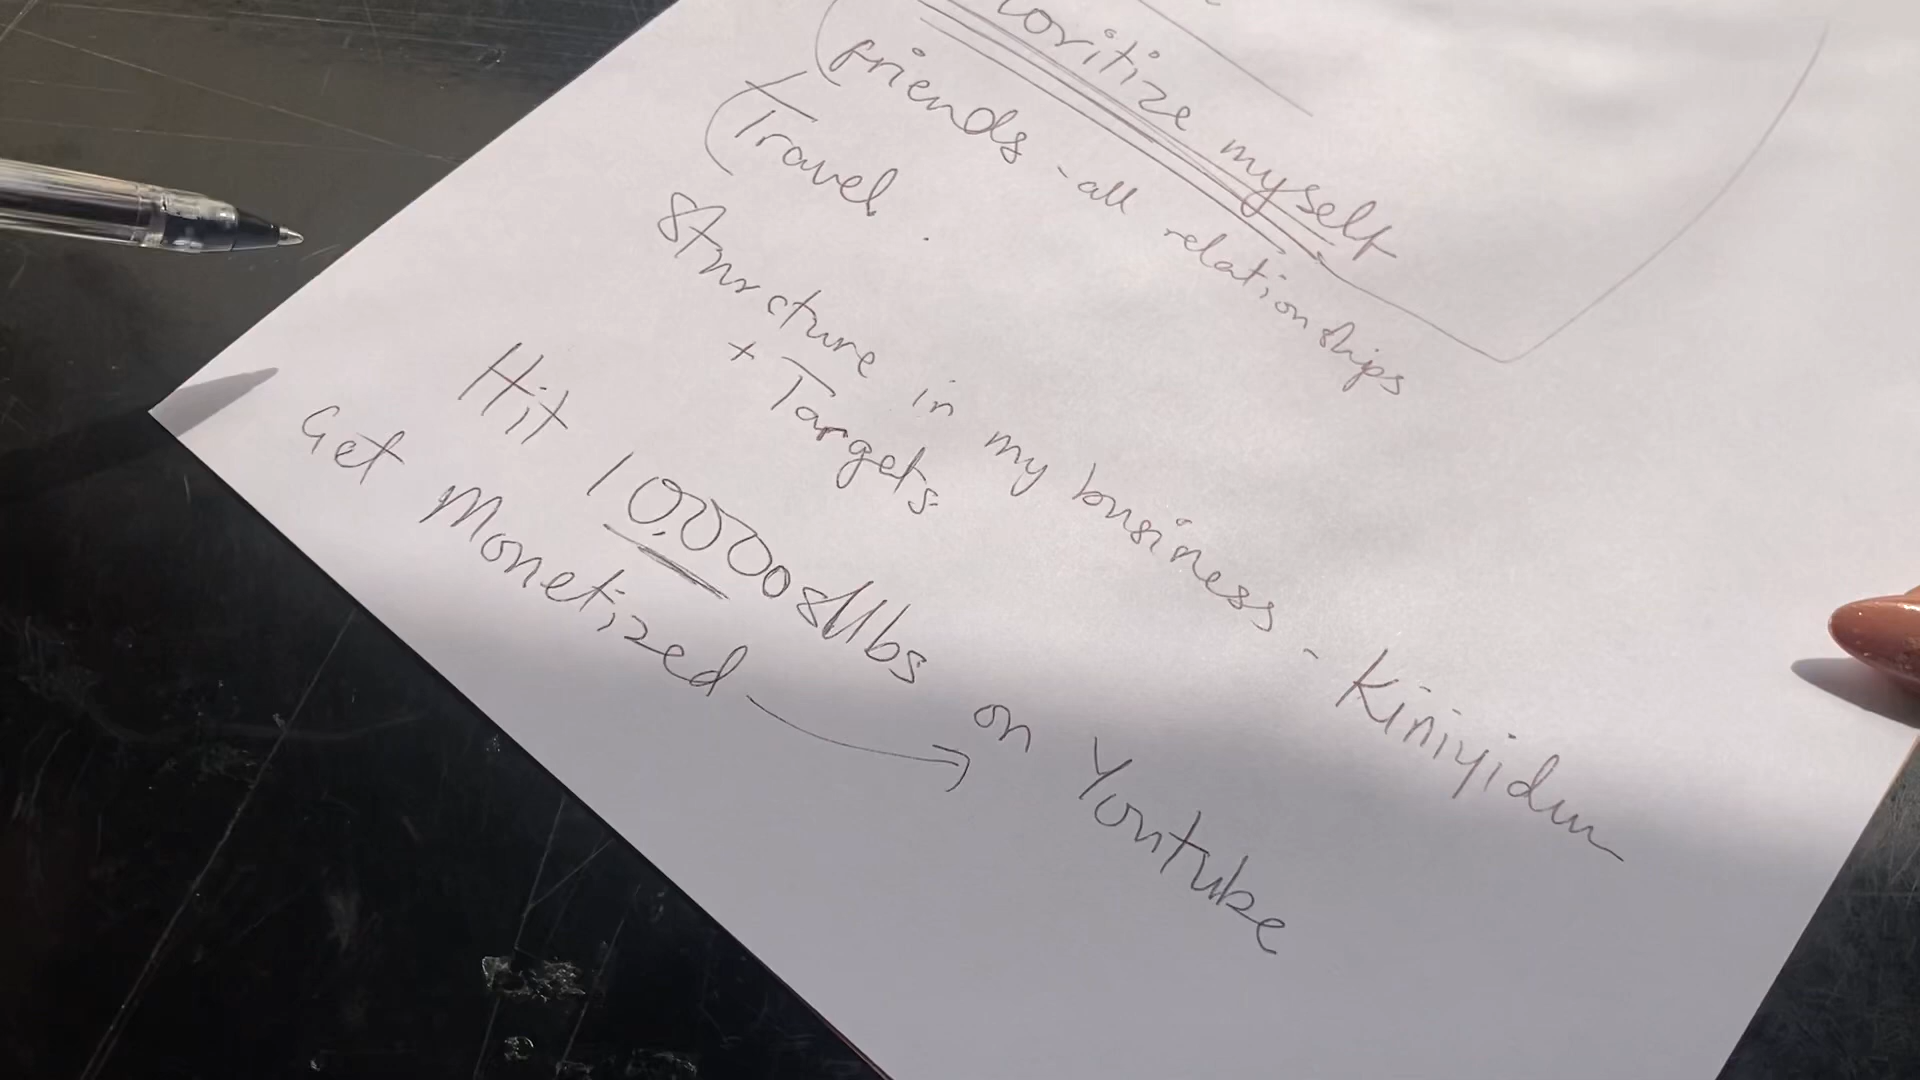 oritize myself
friends - all relationships
Travel.
Structure in my business - Kiniyidun
+ Targets
Hit 10,000 subs on Youtube
Get Monetized →